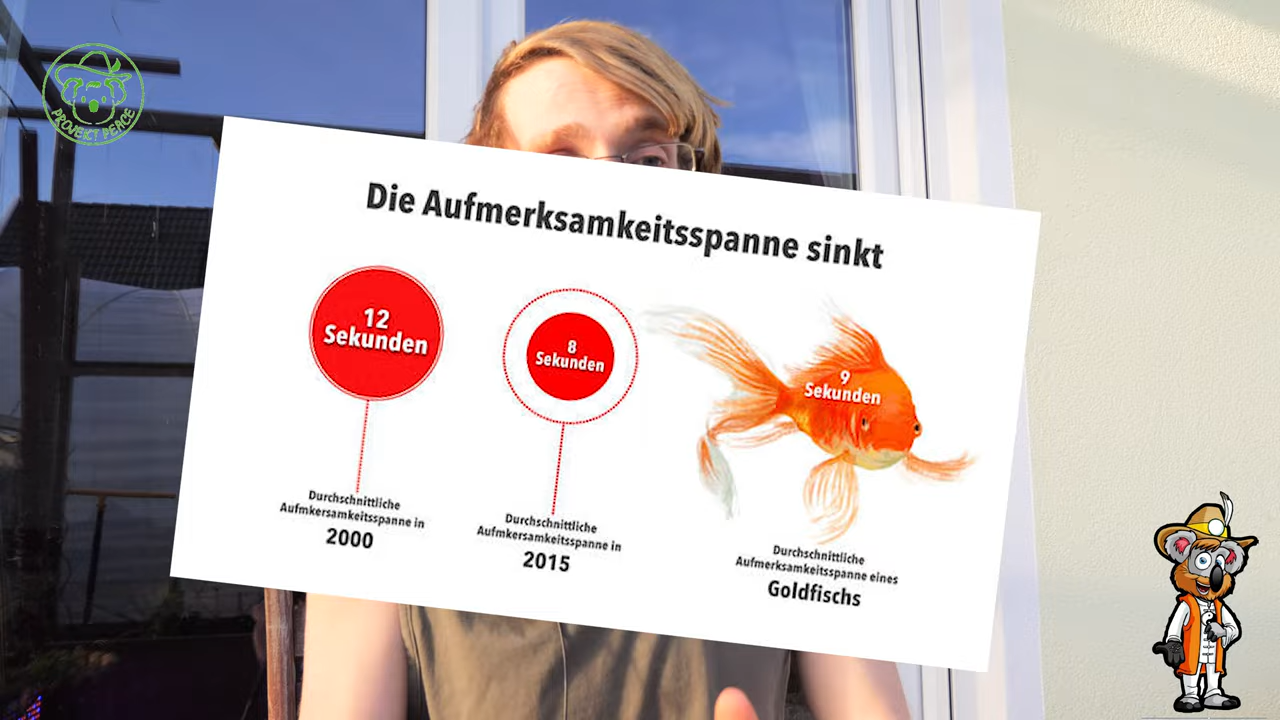 PROJEKT PEACE
Die Aufmerksamkeitsspanne sinkt
12
Sekunden
8
Sekunden
9
Sekunden
Durchschnittliche
Aufmkersamkeitsspanne in
2000
Durchschnittliche
Aufmkersamkeitsspanne in
2015
Durchschnittliche
Aufmerksamkeitsspanne eines
Goldfischs